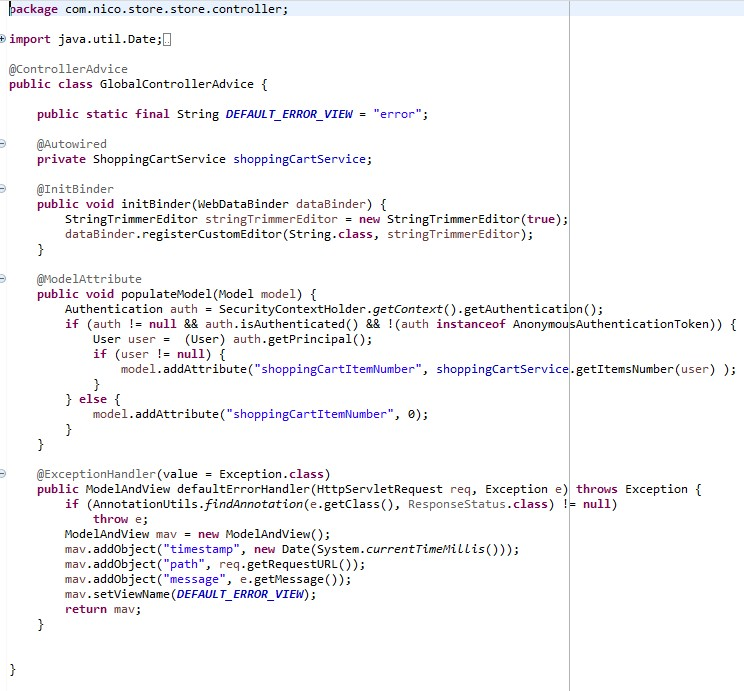 package com.nico.store.store.controller;
import java.util.Date;
@ControllerAdvice
public class GlobalControllerAdvice {
    public static final String DEFAULT_ERROR_VIEW = "error";
    @Autowired
    private ShoppingCartService shoppingCartService;
    @InitBinder
    public void initBinder(WebDataBinder dataBinder) {
        StringTrimmerEditor stringTrimmerEditor = new StringTrimmerEditor(true);
        dataBinder.registerCustomEditor(String.class, stringTrimmerEditor);
    }
    @ModelAttribute
    public void populateModel(Model model) {
        Authentication auth = SecurityContextHolder.getContext().getAuthentication();
        if (auth != null && auth.isAuthenticated() && !(auth instanceof AnonymousAuthenticationToken)) {
            User user =  (User) auth.getPrincipal();
            if (user != null) {
                model.addAttribute("shoppingCartItemNumber", shoppingCartService.getItemsNumber(user) );
            }
        } else {
            model.addAttribute("shoppingCartItemNumber", 0);
        }
    }
    @ExceptionHandler(value = Exception.class)
    public ModelAndView defaultErrorHandler(HttpServletRequest req, Exception e) throws Exception {
        if (AnnotationUtils.findAnnotation(e.getClass(), ResponseStatus.class) != null)
            throw e;
        ModelAndView mav = new ModelAndView();
        mav.addObject("timestamp", new Date(System.currentTimeMillis()));
        mav.addObject("path", req.getRequestURL());
        mav.addObject("message", e.getMessage());
        mav.setViewName(DEFAULT_ERROR_VIEW);
        return mav;
    }
}